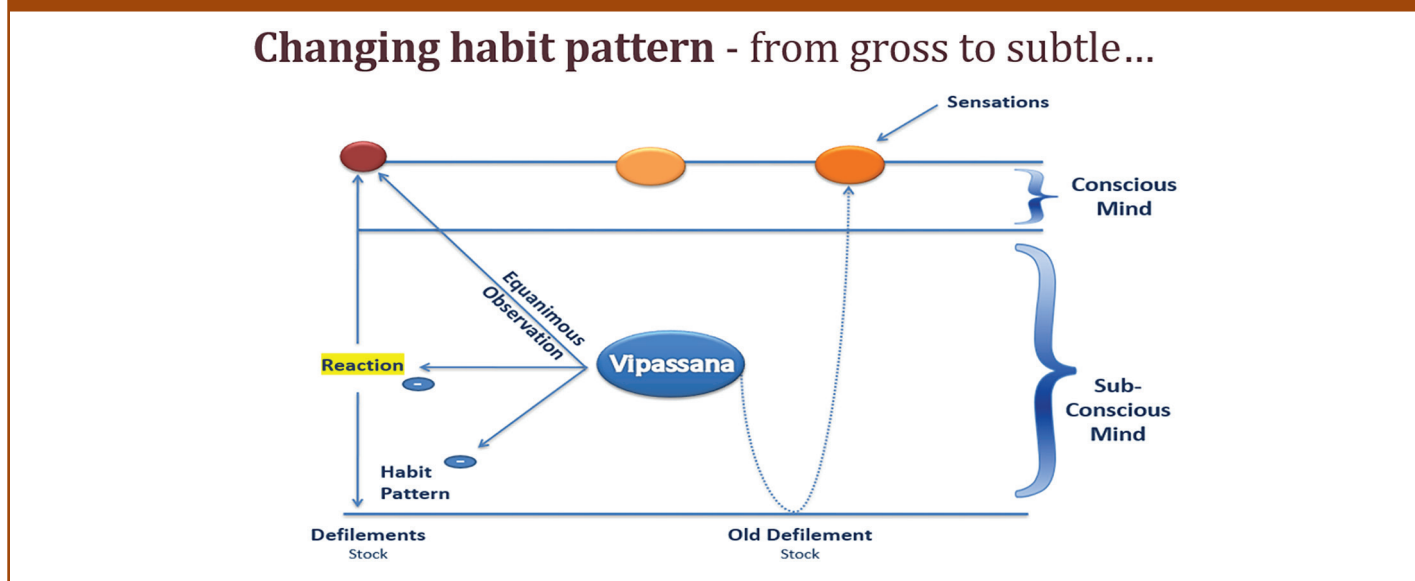 Changing habit pattern - from gross to subtle...
Sensations
Conscious
Mind
Equanimous
Observation
Vipassana
Reaction
-
Sub-
Conscious
Mind
-
Habit
Pattern
Defilements
Stock
Old Defilement
Stock